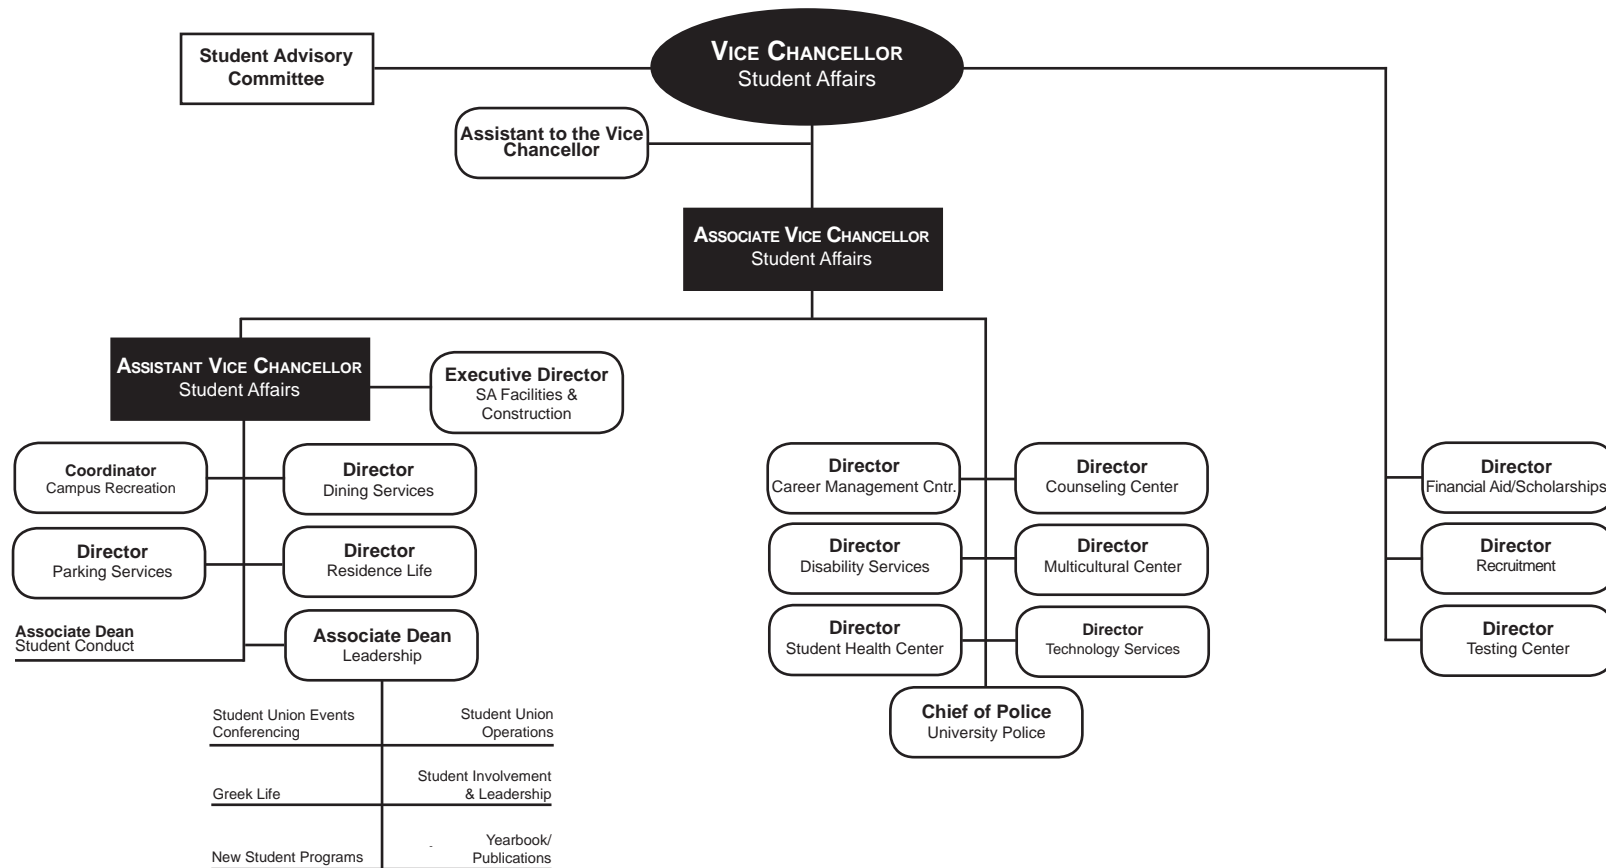 Student Advisory
Committee
VICE CHANCELLOR
Student Affairs
Assistant to the Vice
Chancellor
ASSOCIATE VICE CHANCELLOR
Student Affairs
ASSISTANT VICE CHANCELLOR
Student Affairs
Executive Director
SA Facilities &
Construction
Coordinator
Campus Recreation
Director
Dining Services
Director
Parking Services
Director
Residence Life
Associate Dean
Student Conduct
Associate Dean
Leadership
Student Union Events
Conferencing
Student Union
Operations
Greek Life
Student Involvement
& Leadership
New Student Programs
Yearbook/
Publications
Director
Career Management Cntr.
Director
Counseling Center
Director
Disability Services
Director
Multicultural Center
Director
Student Health Center
Director
Technology Services
Chief of Police
University Police
Director
Financial Aid/Scholarships
Director
Recruitment
Director
Testing Center